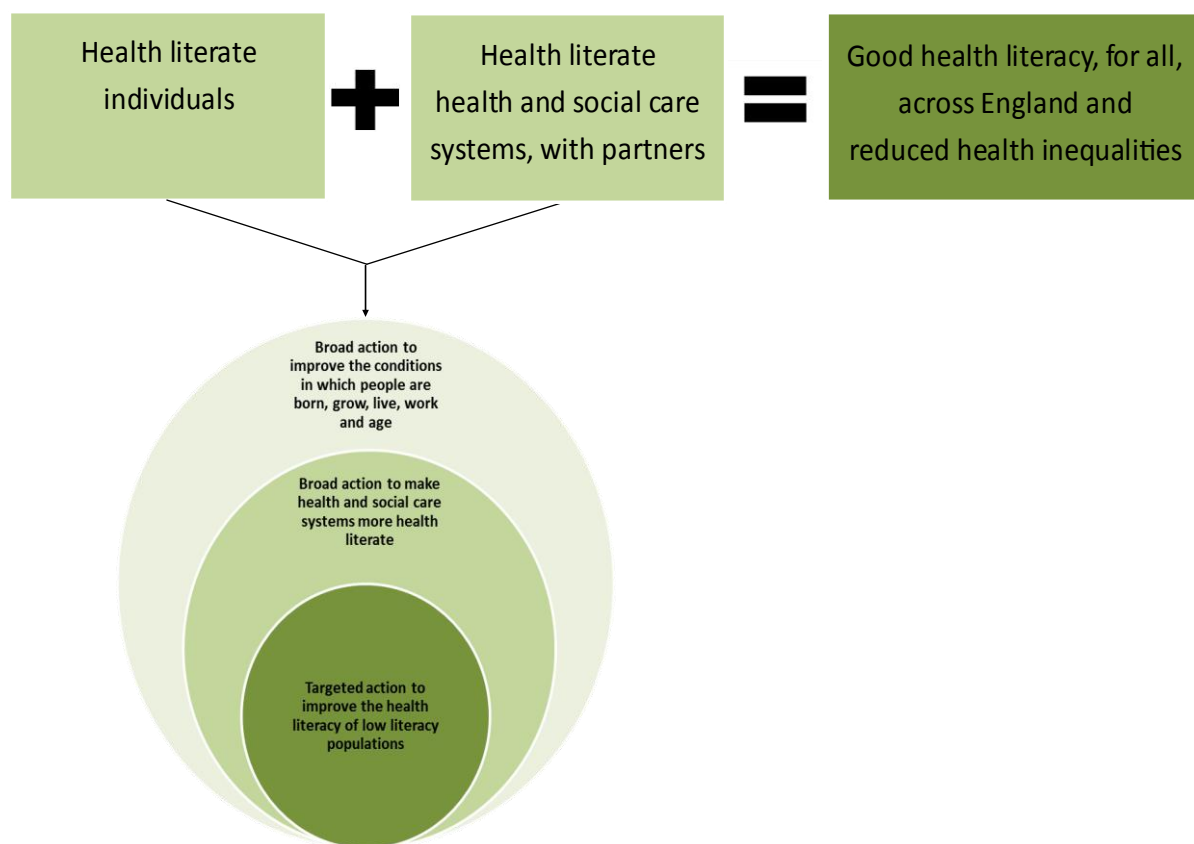 Health literate
individuals
Health literate
health and social care
systems, with partners
Good health literacy, for all,
across England and
reduced health inequalities
Broad action to
improve the conditions
in which people are
born, grow, live, work
and age
Broad action to make
health and social care
systems more health
literate
Targeted action to
improve the health
literacy of low literacy
populations